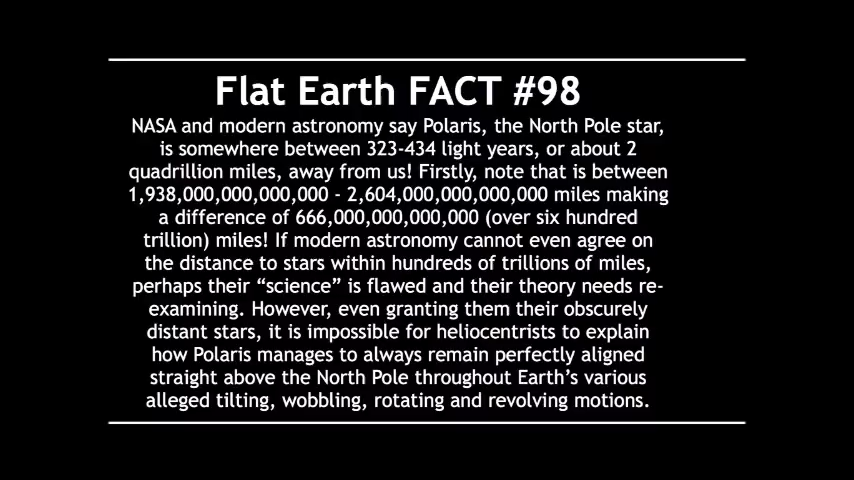 Flat Earth FACT #98
NASA and modern astronomy say Polaris, the North Pole star,
is somewhere between 323-434 light years, or about 2
quadrillion miles, away from us! Firstly, note that is between
1,938,000,000,000,000 - 2,604,000,000,000,000 miles making
a difference of 666,000,000,000,000 (over six hundred
trillion) miles! If modern astronomy cannot even agree on
the distance to stars within hundreds of trillions of miles,
perhaps their “science” is flawed and their theory needs re-
examining. However, even granting them their obscurely
distant stars, it is impossible for heliocentrists to explain
how Polaris manages to always remain perfectly aligned
straight above the North Pole throughout Earth’s various
alleged tilting, wobbling, rotating and revolving motions.